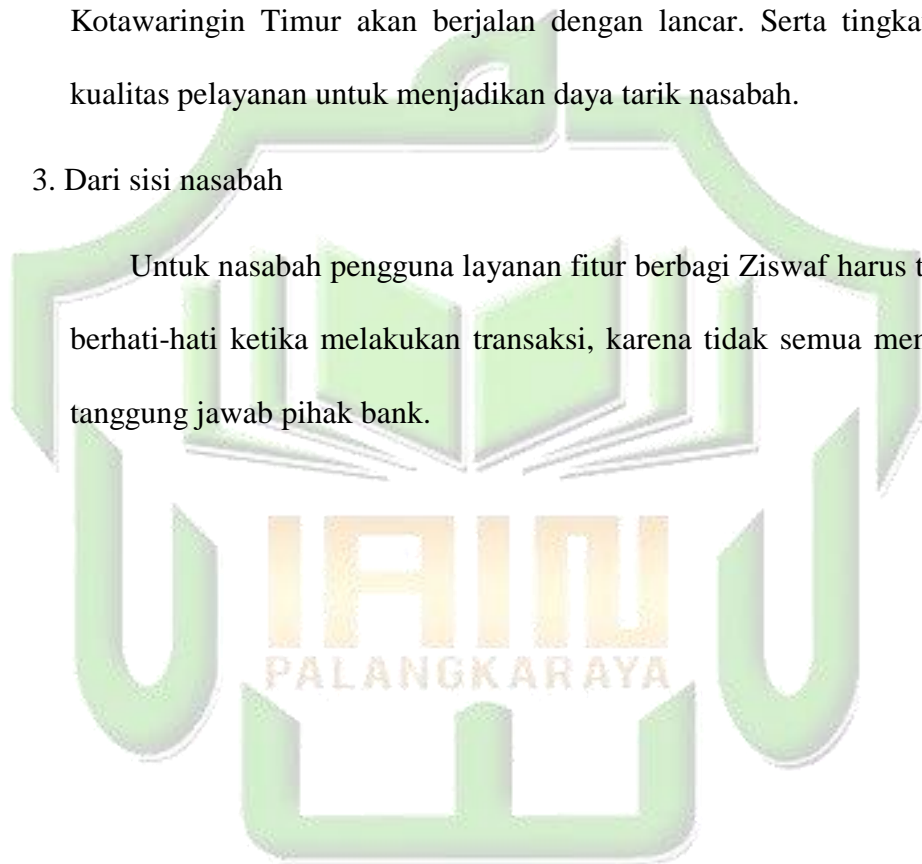 Kotawaringin Timur akan berjalan dengan lancar. Serta tingka
kualitas pelayanan untuk menjadikan daya tarik nasabah.
3. Dari sisi nasabah
Untuk nasabah pengguna layanan fitur berbagi Ziswaf harus t
berhati-hati ketika melakukan transaksi, karena tidak semua men
tanggung jawab pihak bank.
IAIN
PALANGKARAYA